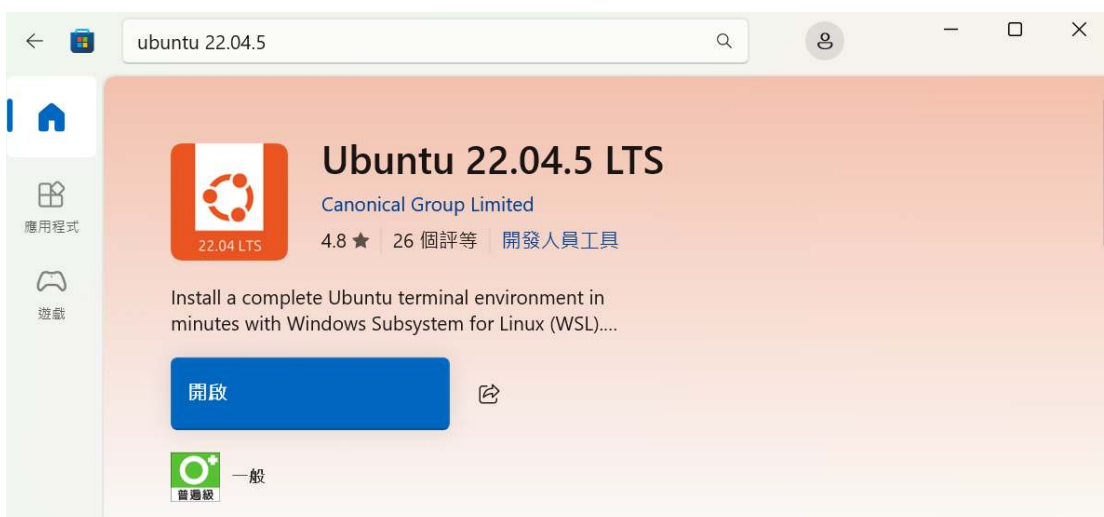 ubuntu 22.04.5
應用程式
遊戲
22.04 LTS
Ubuntu 22.04.5 LTS
Canonical Group Limited
4.8 ★ 26 個評等 開發人員工具
Install a complete Ubuntu terminal environment in
minutes with Windows Subsystem for Linux (WSL)....
開啟
普遍級
一般